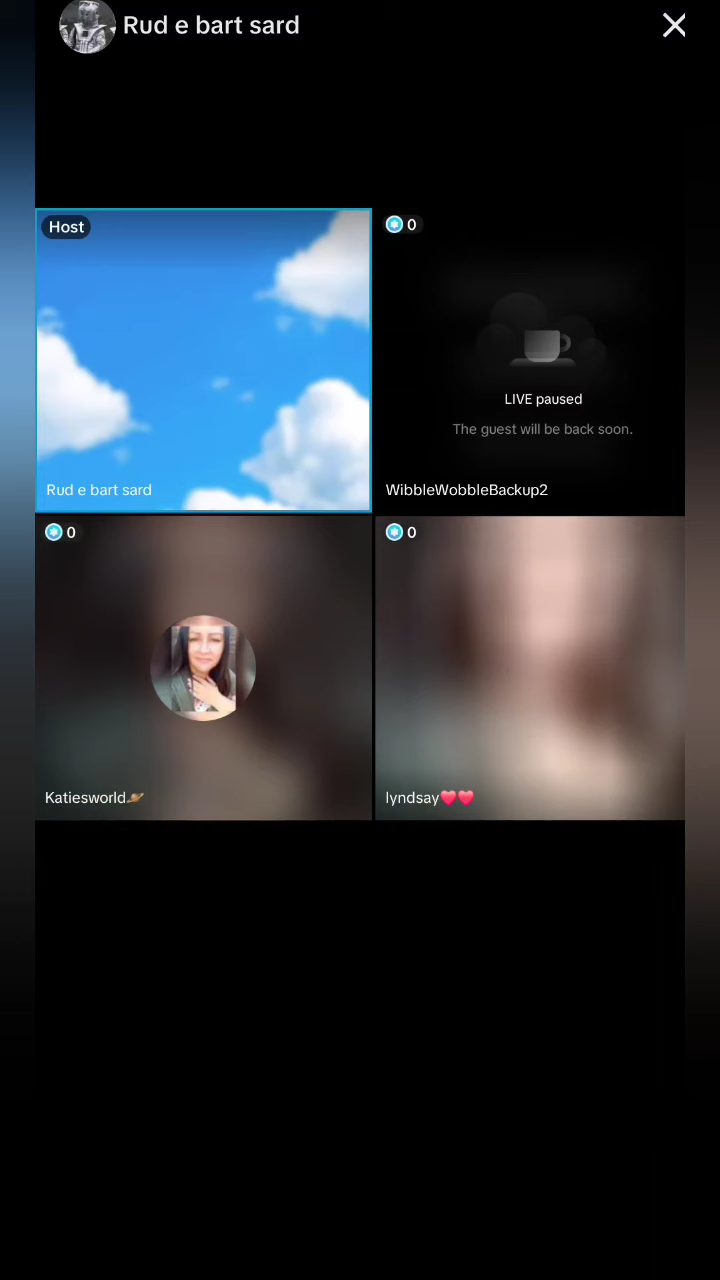 Rud e bart sard
Host
0
LIVE paused
The guest will be back soon.
Rud e bart sard
WibbleWobbleBackup2
0
0
Katiesworld🪐
lyndsay❤️❤️